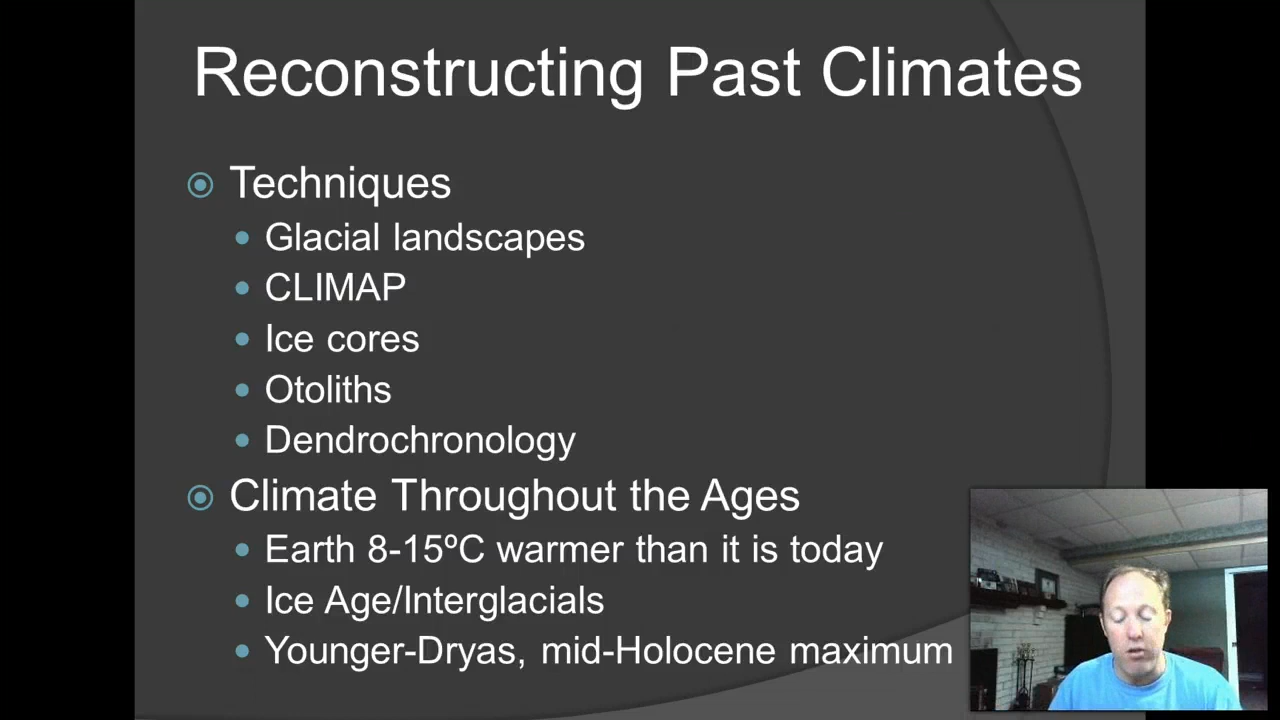 Reconstructing Past Climates
Techniques
Glacial landscapes
CLIMAP
Ice cores
Otoliths
Dendrochronology
Climate Throughout the Ages
Earth 8-15ºC warmer than it is today
Ice Age/Interglacials
Younger-Dryas, mid-Holocene maximum